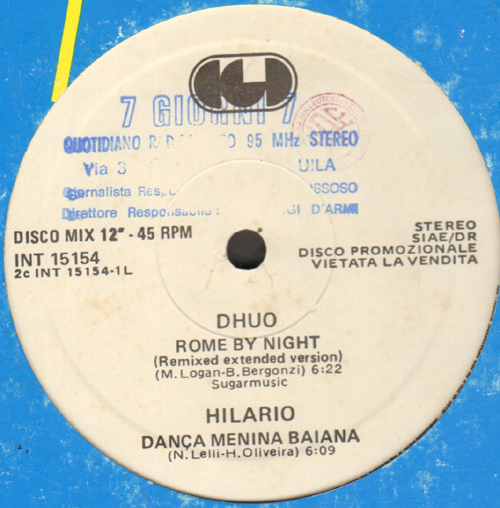 7 GIORNI 7
QUOTIDIANO 95 MHz STEREO
Via
Giornalista Resp
Direttore Responsabile D'ARMI
DISCO MIX 12" - 45 RPM
INT 15154
2c INT 15154-1L
STEREO
SIAE/DR
DISCO PROMOZIONALE
VIETATA LA VENDITA
DHUO
ROME BY NIGHT
(Remixed extended version)
(M. Logan-B. Bergonzi) 6:22
Sugarmusic
HILARIO
DANÇA MENINA BAIANA
(N. Lelli-H. Oliveira) 6:09